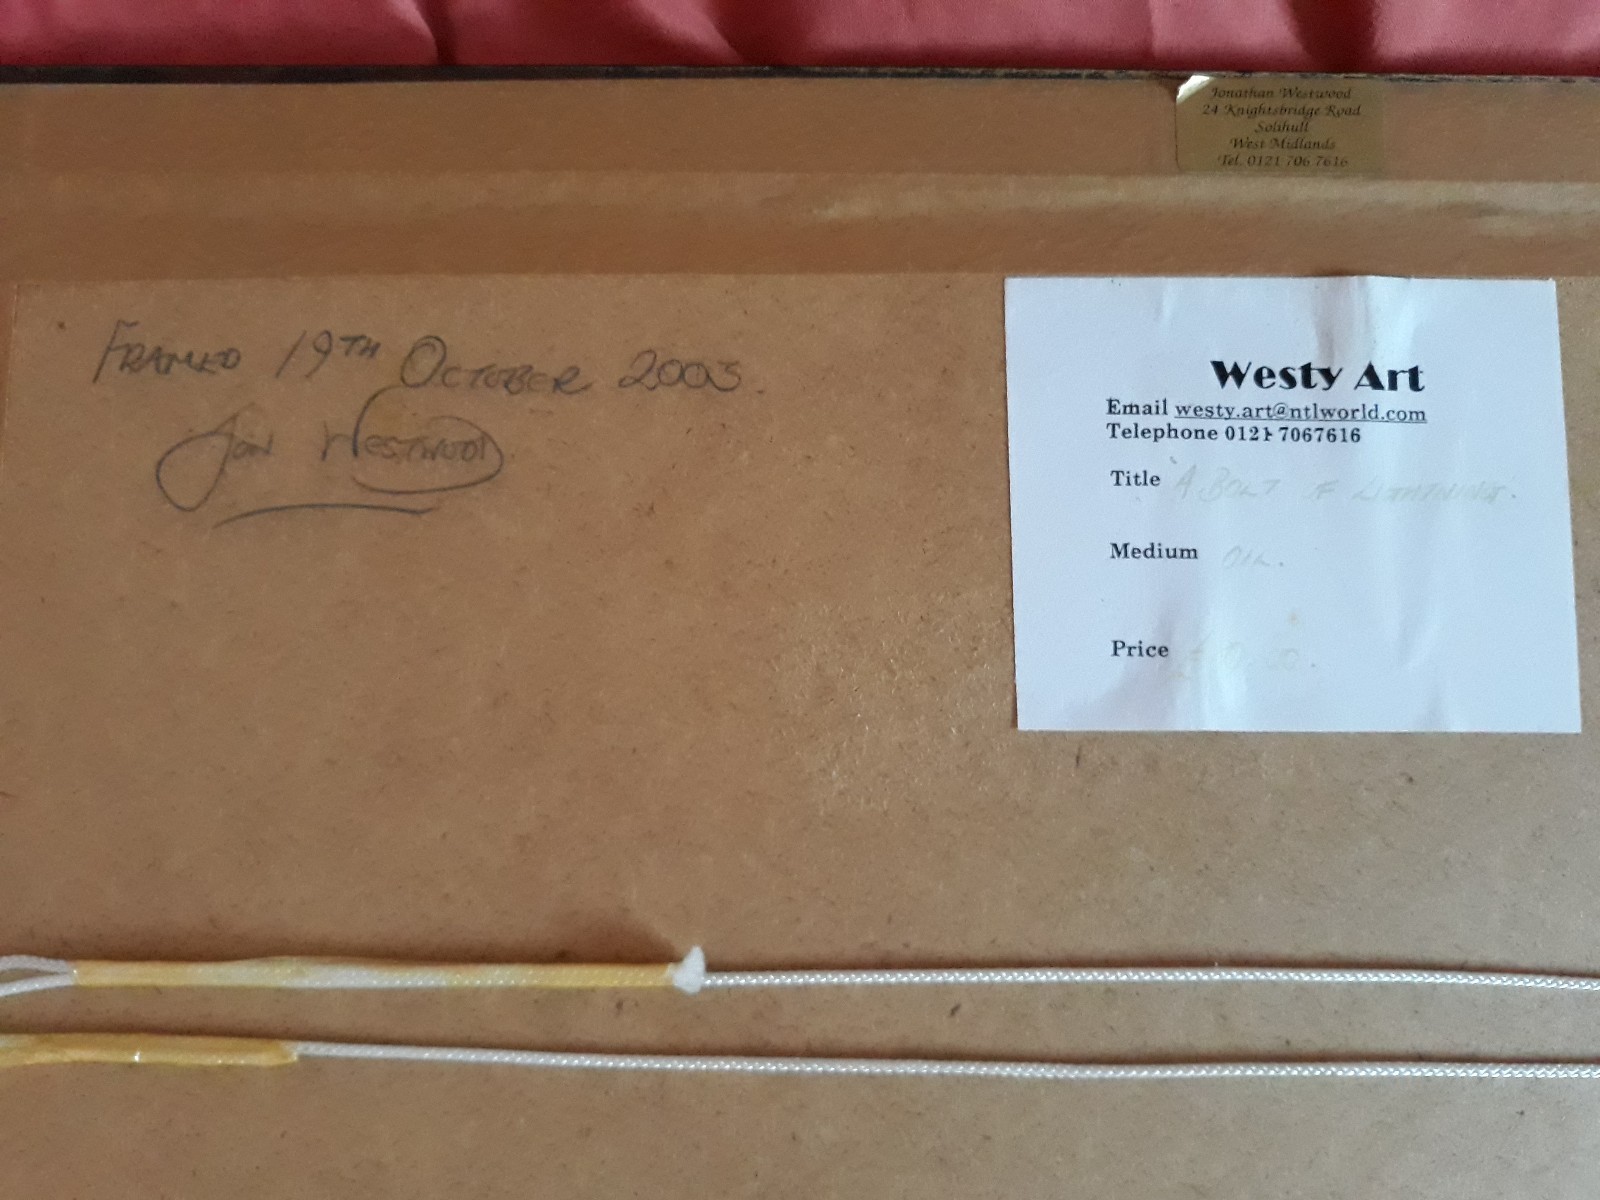 Jonathan Westwood
24 Knightsbridge Road
Solihull
West Midlands
Tel. 0121 706 7616
FRAMED 19TH OCTOBER 2003.
Jon Westwood
Westy Art
Email westy.art@ntlworld.com
Telephone 0121 7067616
Title A BOLT OF LIGHTNING.
Medium OIL.
Price